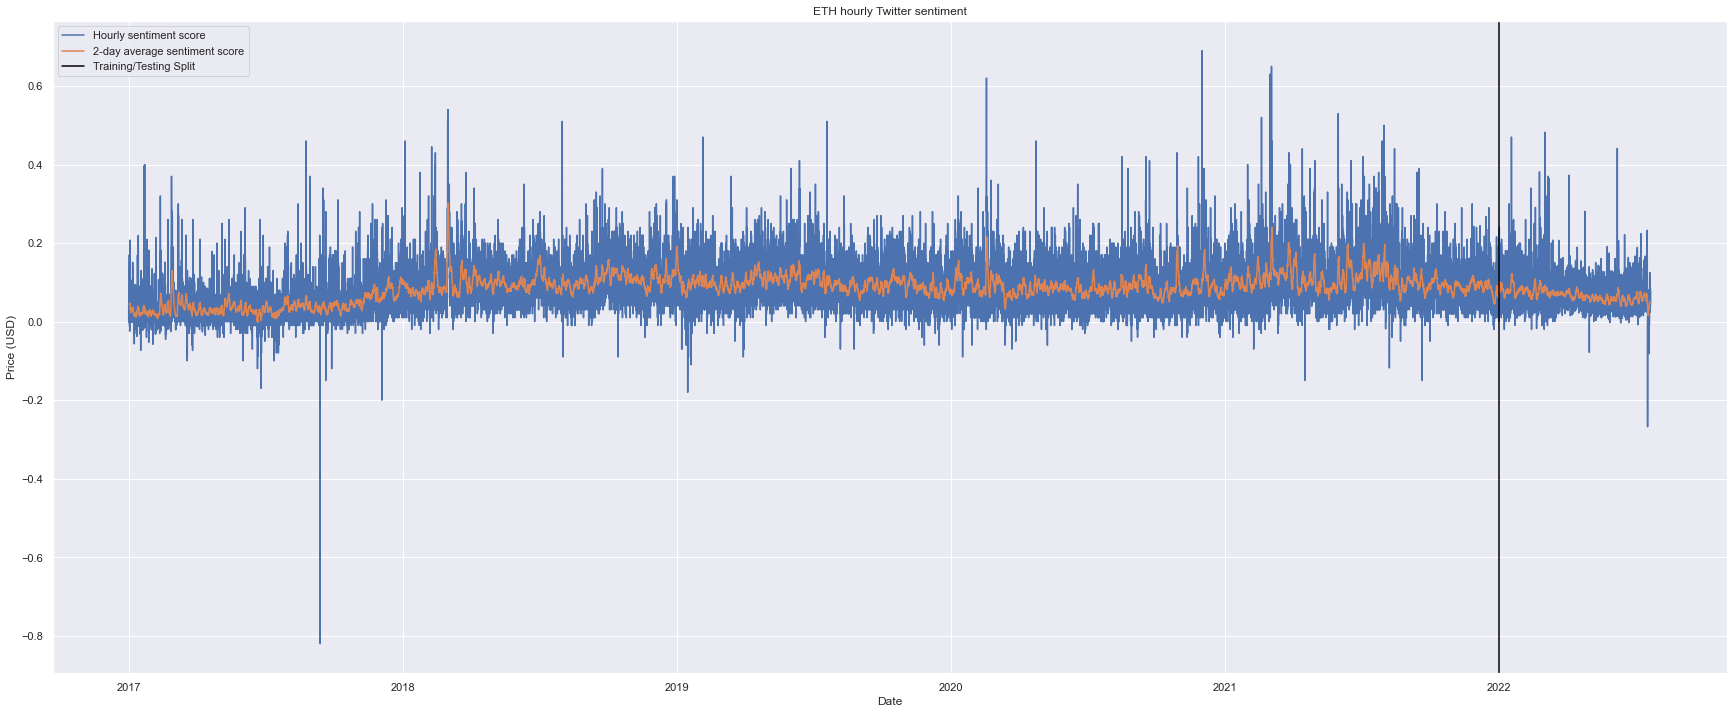 ETH hourly Twitter sentiment
Hourly sentiment score
2-day average sentiment score
Training/Testing Split
0.6
0.4
0.2
0.0
−0.2
−0.4
−0.6
−0.8
Price (USD)
2017
2018
2019
2020
2021
2022
Date